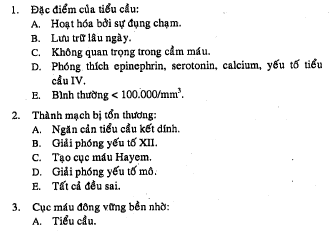 1. Đặc điểm của tiểu cầu:
A. Hoạt hóa bởi sự đụng chạm.
B. Lưu trữ lâu ngày.
C. Không quan trọng trong cầm máu.
D. Phóng thích epinephrin, serotonin, calcium, yếu tố tiểu
cầu IV.
E. Bình thường < 100.000/mm³.
2. Thành mạch bị tổn thương:
A. Ngăn cản tiểu cầu kết dính.
B. Giải phóng yếu tố XII.
C. Tạo cục máu Hayem.
D. Giải phóng yếu tố mô.
E. Tất cả đều sai.
3. Cục máu đông vững bền nhờ:
A. Tiểu cầu.